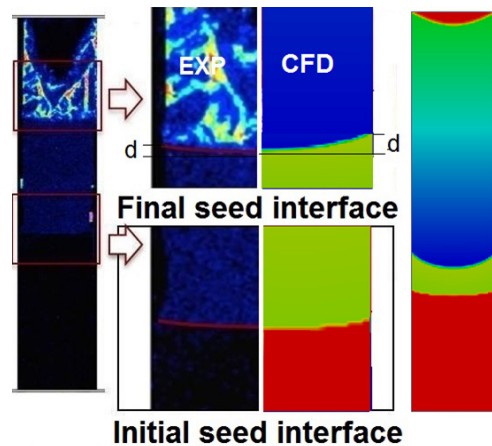 EXP CFD
d d
Final seed interface
Initial seed interface